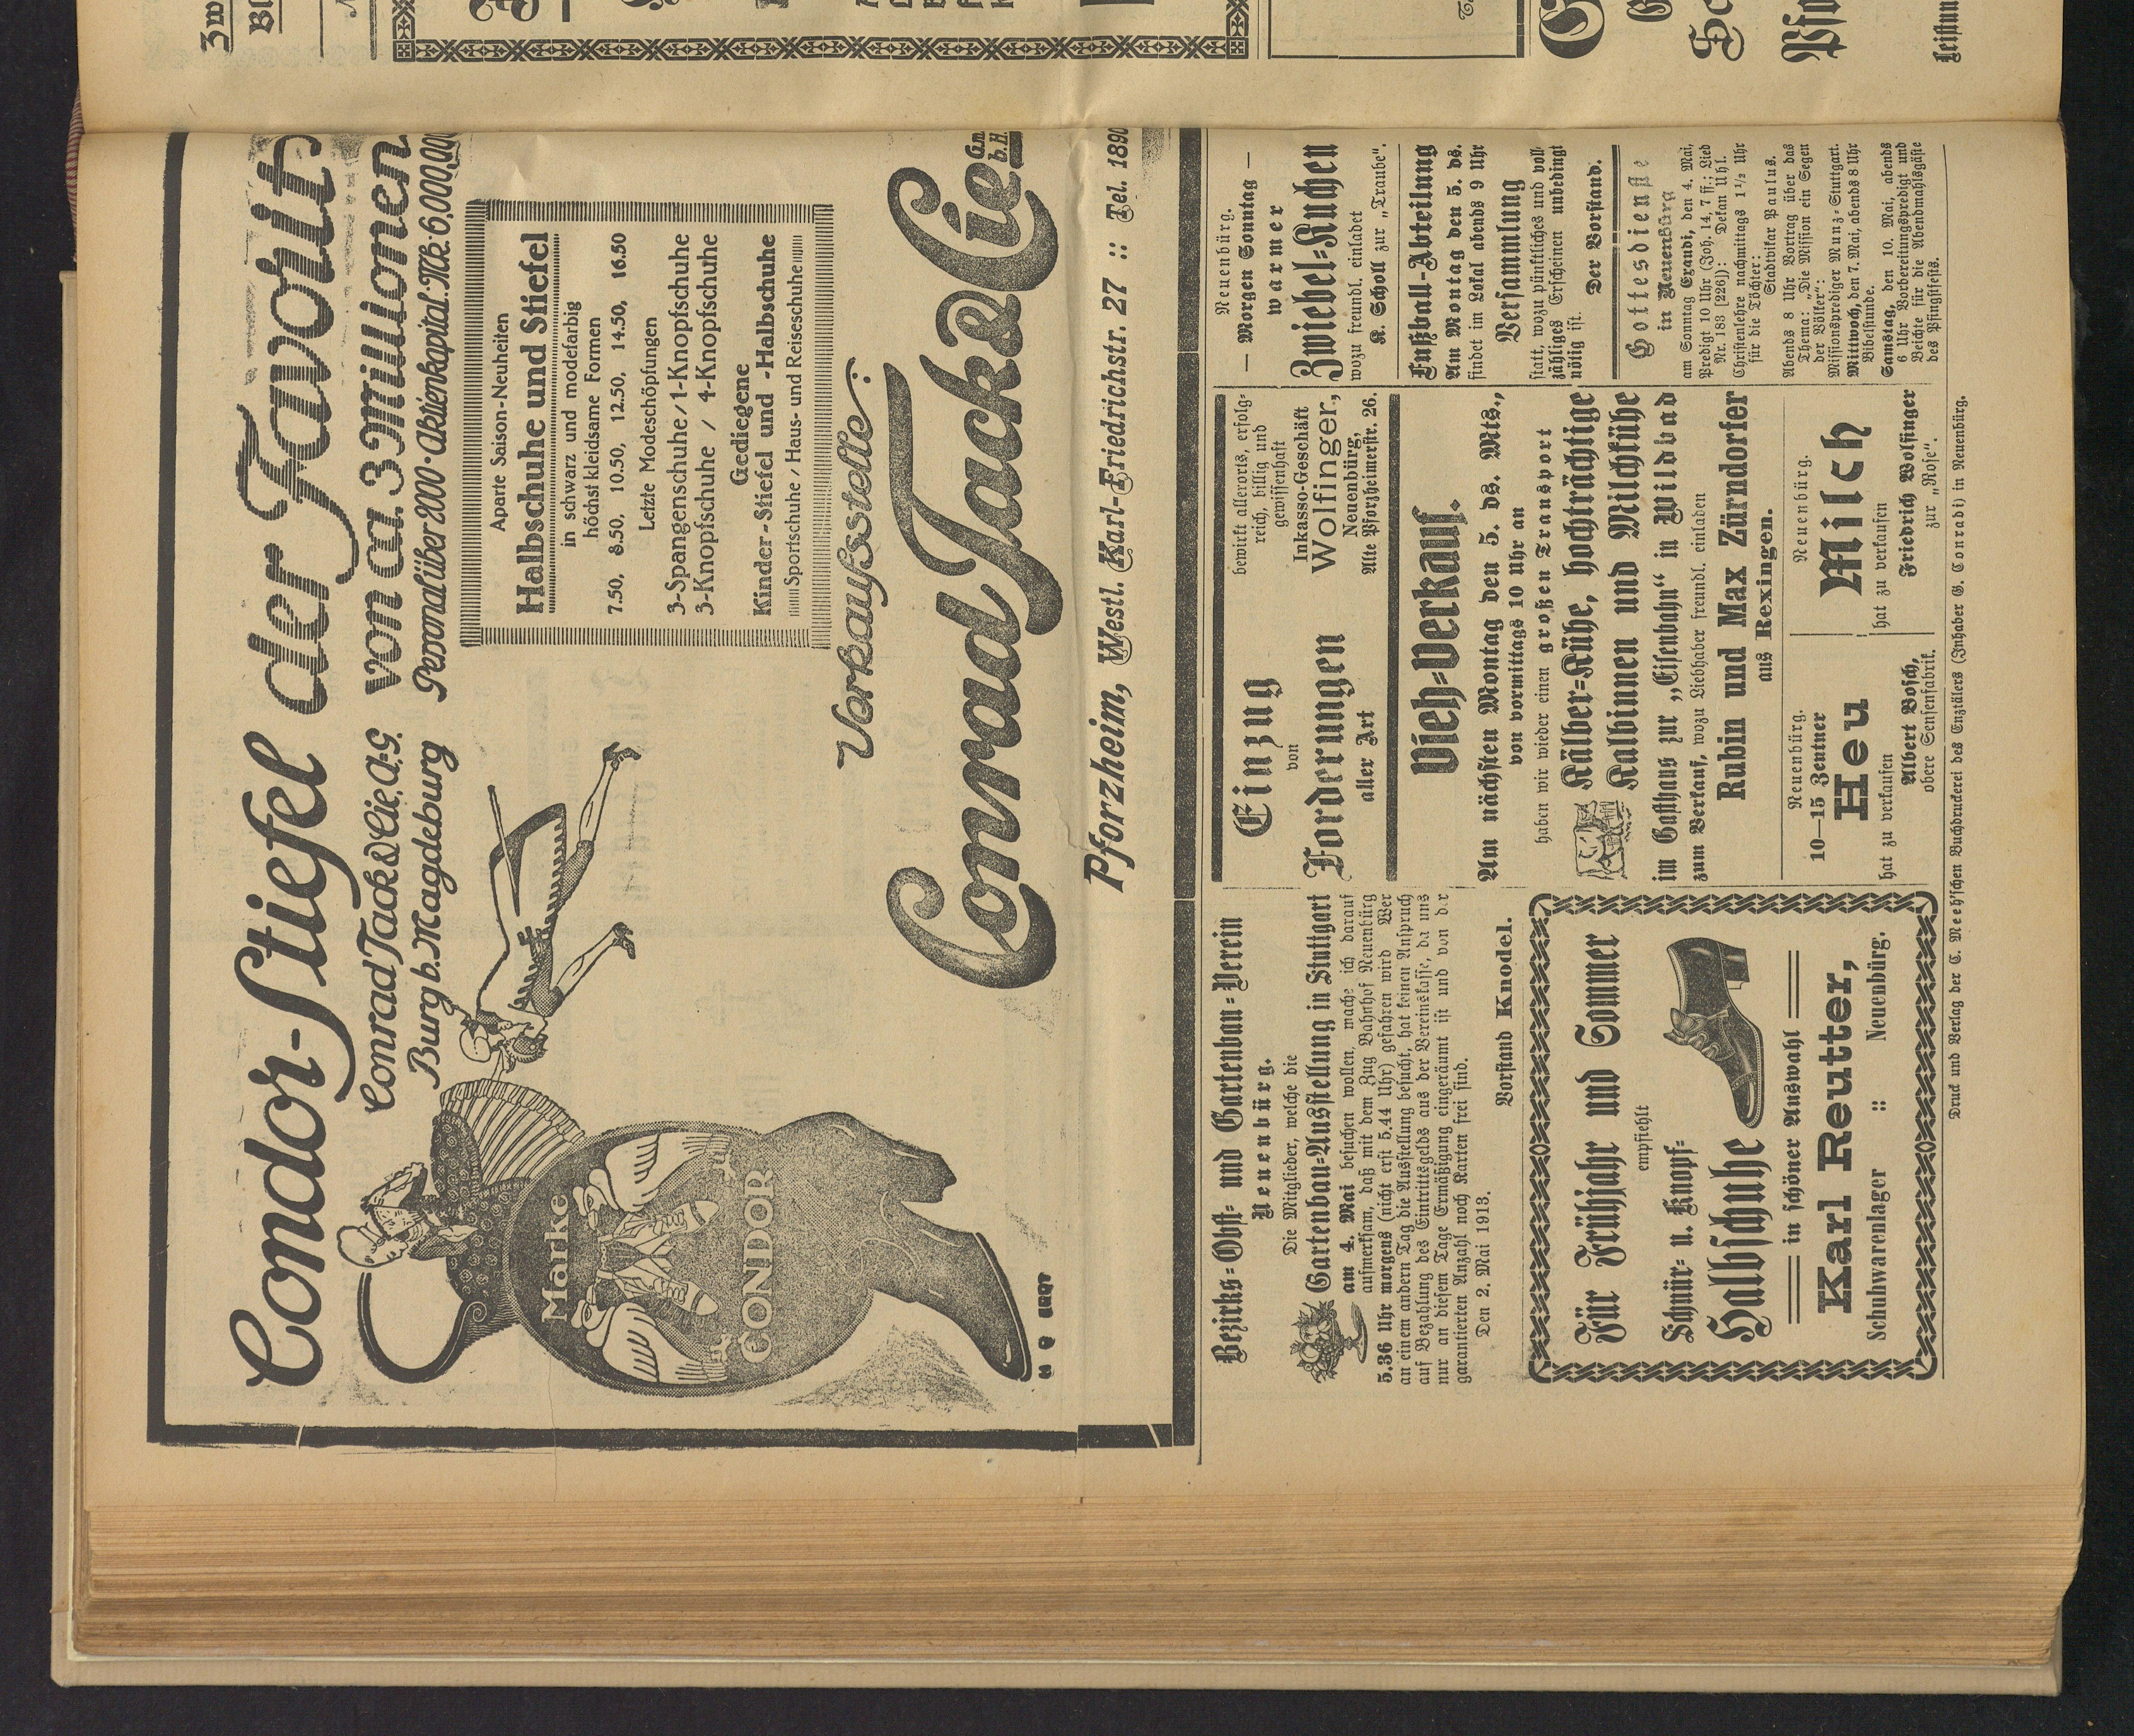 Condor-Stiefel der Favorit
von ca. 3 Millionen
Conrad Tack & Cie. A.-G.
Burg b. Magdeburg
Personal über 2000 · Aktienkapital: Mk. 6,000,00
Aparte Saison-Neuheiten
Halbschuhe und Stiefel
in schwarz und modefarbig
höchst kleidsame Formen
7.50, 8.50, 10.50, 12.50, 14.50, 16.50
Letzte Modeschöpfungen
3-Spangenschuhe / 1-Knopfschuhe
3-Knopfschuhe / 4-Knopfschuhe
Gediegene
Kinder-Stiefel und -Halbschuhe
Sportschuhe / Haus- und Reiseschuhe
Marke
CONDOR
Verkaufsstelle:
Conrad Tack & Cie.
G.m.
b.H.
Pforzheim, Westl. Karl-Friedrichstr. 27 :: Tel. 1890
Bezirks-Obst- und Gartenbau-Verein
Neuenbürg.
Die Mitglieder, welche die
Gartenbau-Ausstellung in Stuttgart
am 4. Mai besuchen wollen, mache ich darauf
aufmerksam, daß mit dem Zug Bahnhof Neuenbürg
5.36 Uhr morgens (nicht erst 5.44 Uhr) gefahren wird Wer
an einem andern Tag die Ausstellung besucht, hat keinen Anspruch
auf Bezahlung des Eintrittsgelds aus der Vereinskasse, da uns
nur an diesem Tage Ermäßigung eingeräumt ist und von der
garantierten Anzahl noch Karten frei sind.
Den 2. Mai 1913.
Vorstand Knodel.
Für Frühjahr und Sommer
empfiehlt
Schnür- u. Knopf-
Halbschuhe
in schöner Auswahl
Karl Reutter,
Schuhwarenlager :: Neuenbürg.
Einzug
von
Forderungen
aller Art
bewirkt allerorts, erfolg-
reich, billig und
gewissenhaft
Inkasso-Geschäft
Wolfinger,
Neuenbürg,
Alte Pforzheimerstr. 26.
Vieh-Verkauf.
Am nächsten Montag den 5. ds. Mts.,
von vormittags 10 Uhr an
haben wir wieder einen großen Transport
Kälber-Kühe, hochträchtige
Kalbinnen und Milchkühe
im Gasthaus zur „Eisenbahn“ in Wildbad
zum Verkauf, wozu Liebhaber freundl. einladen
Rubin und Max Zürndorfer
aus Rexingen.
Neuenbürg.
10—15 Zentner
Heu
hat zu verkaufen
Albert Bosch,
obere Sensenfabrik.
Neuenbürg.
Milch
hat zu verkaufen
Friedrich Wolfinger
zur „Rose“.
Neuenbürg.
— Morgen Sonntag —
warmer
Zwiebel-Kuchen
wozu freundl. einladet
K. Scholl zur „Traube“.
Fußball-Abteilung
Am Montag den 5. ds.
findet im Lokal abends 9 Uhr
Versammlung
statt, wozu pünktliches und voll-
zähliges Erscheinen unbedingt
nötig ist.
Der Vorstand.
Gottesdienste
in Neuenbürg
am Sonntag Exaudi, den 4. Mai,
Predigt 10 Uhr (Joh. 14, 7 ff.; Lied
Nr. 183 [226]): Dekan Uhl.
Christenlehre nachmittags 1 1/2 Uhr
für die Töchter:
Stadtvikar Paulus.
Abends 8 Uhr Vortrag über das
Thema: „Die Mission ein Segen
der Völker“:
Missionsprediger Munz-Stuttgart.
Mittwoch, den 7. Mai, abends 8 Uhr
Bibelstunde.
Samstag, den 10. Mai, abends
6 Uhr Vorbereitungspredigt und
Beichte für die Abendmahlsgäste
des Pfingstfests.
Druck und Verlag der C. Meeh'schen Buchdruckerei des Enztälers (Inhaber G. Conradi) in Neuenbürg.